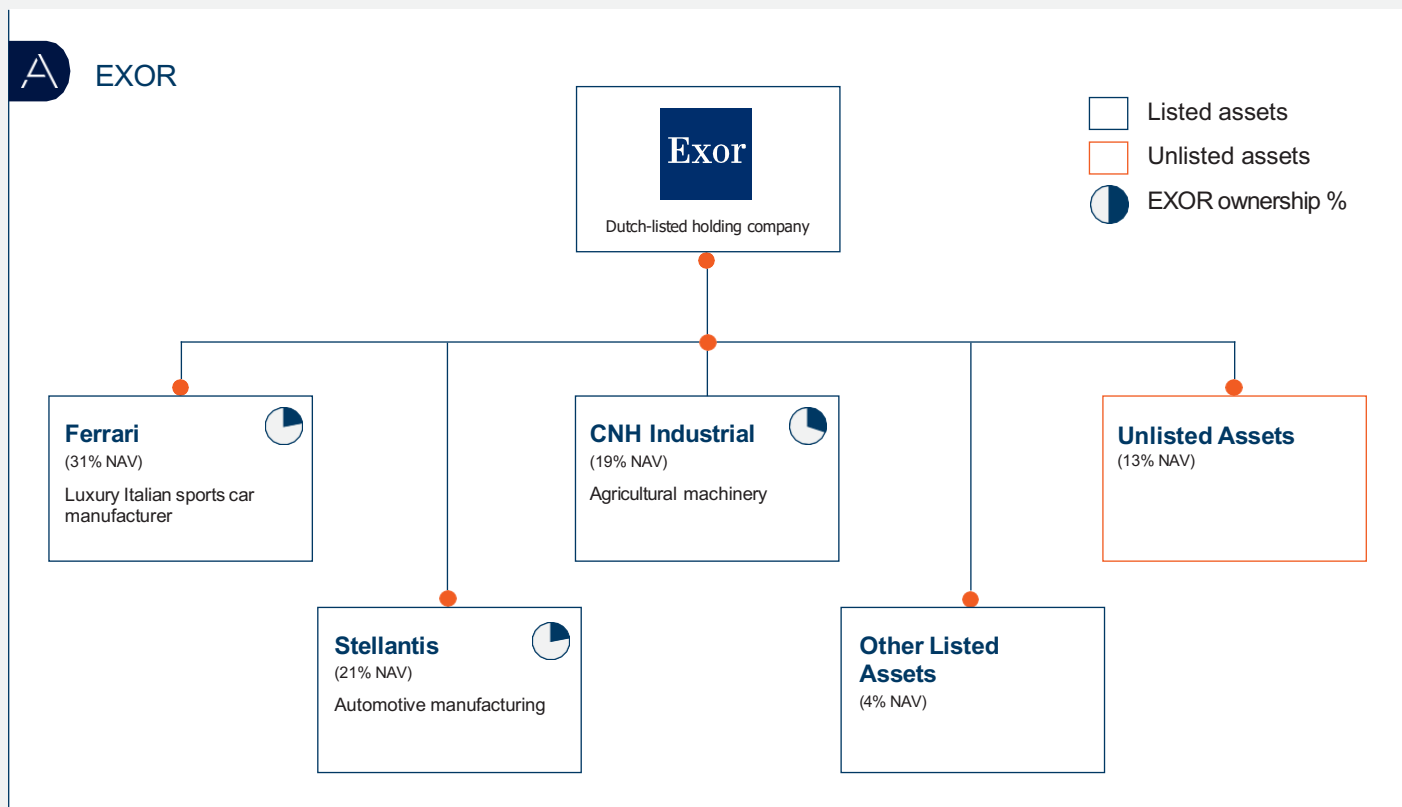 A
EXOR
Exor
Dutch-listed holding company
Listed assets
Unlisted assets
EXOR ownership %
Ferrari
(31% NAV)
Luxury Italian sports car
manufacturer
CNH Industrial
(19% NAV)
Agricultural machinery
Unlisted Assets
(13% NAV)
Stellantis
(21% NAV)
Automotive manufacturing
Other Listed
Assets
(4% NAV)